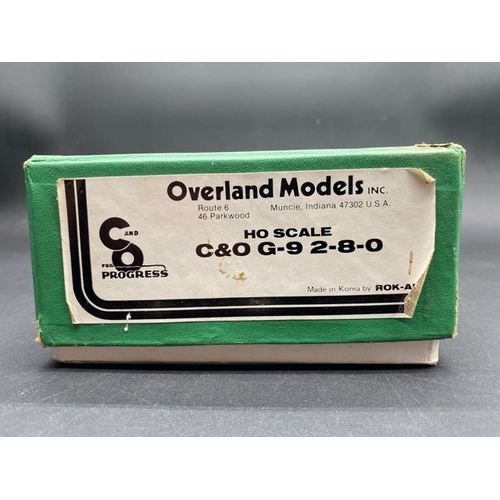 Overland Models INC.
Route 6 Muncie, Indiana 47302 U.S.A.
46 Parkwood
HO SCALE
C&O G-9 2-8-0
C AND
O
FOR
PROGRESS
Made in Korea by